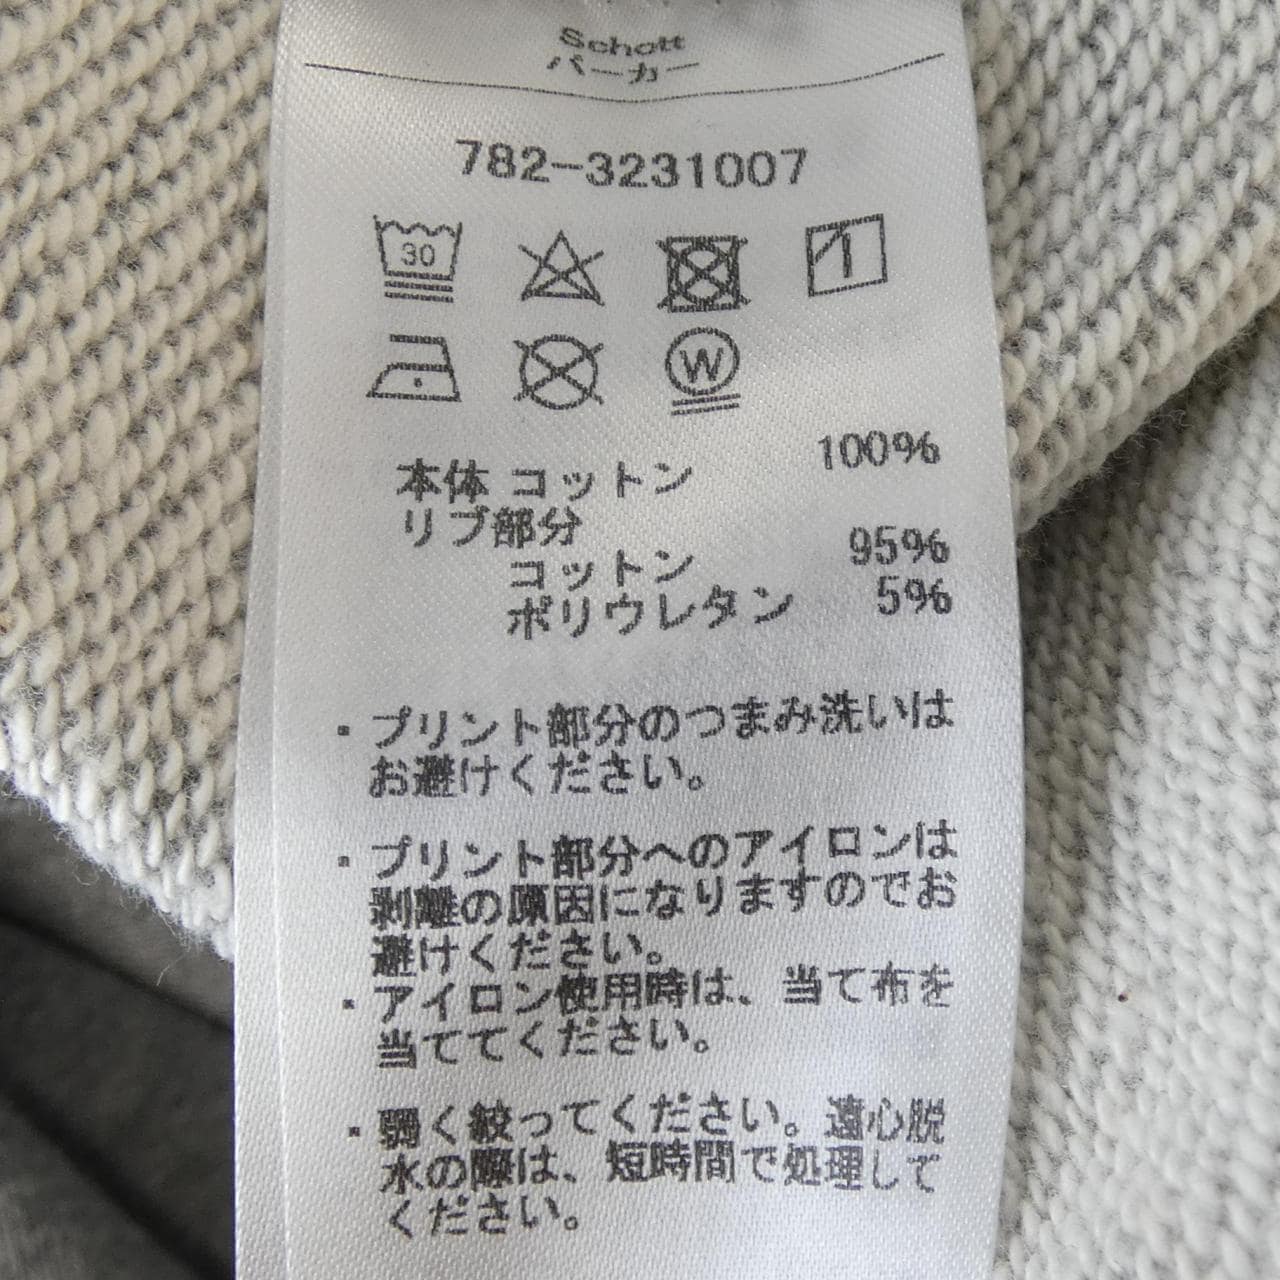 Schott
パーカー
782-3231007
30
1
W
本体 コットン 100%
リブ部分
コットン 95%
ポリウレタン 5%
・プリント部分のつまみ洗いは
お避けください。
・プリント部分へのアイロンは
剥離の原因になりますのでお
避けください。
・アイロン使用時は、当て布を
当ててください。
・弱く絞ってください。遠心脱
水の際は、短時間で処理して
ください。